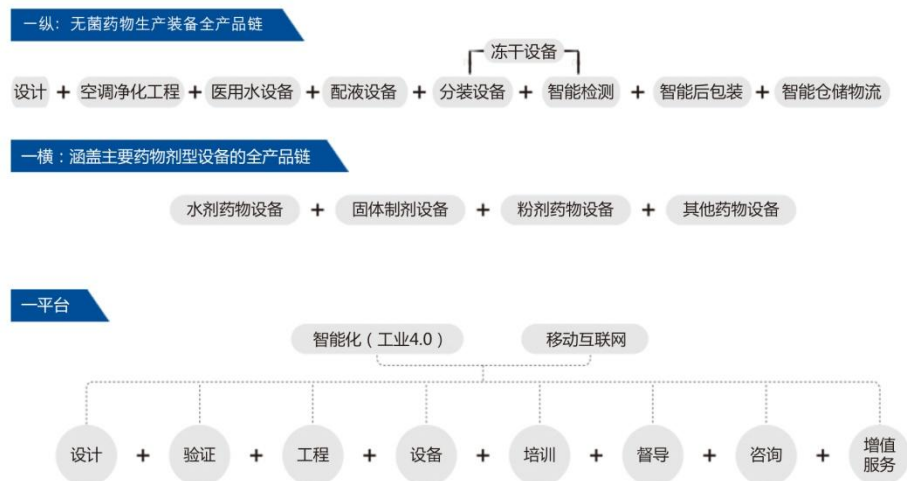 一纵：无菌药物生产装备全产品链
冻干设备
设计 + 空调净化工程 + 医用水设备 + 配液设备 + 分装设备 + 智能检测 + 智能后包装 + 智能仓储物流
一横：涵盖主要药物剂型设备的全产品链
水剂药物设备 + 固体制剂设备 + 粉剂药物设备 + 其他药物设备
一平台
智能化（工业4.0） 移动互联网
设计 + 验证 + 工程 + 设备 + 培训 + 督导 + 咨询 + 增值
服务